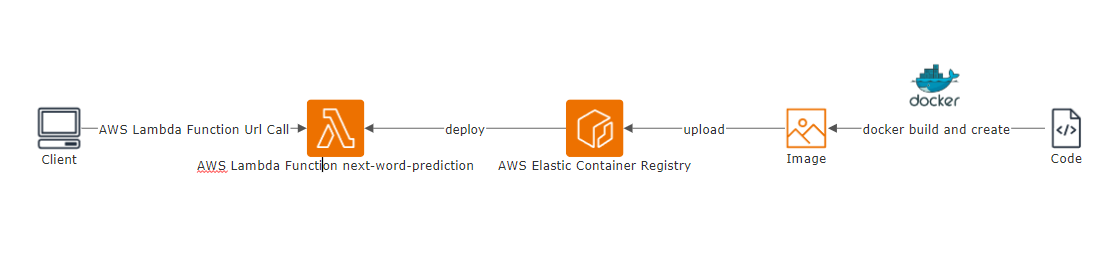 docker
AWS Lambda Function Url Call
deploy
upload
docker build and create
Client
AWS Lambda Function next-word-prediction
AWS Elastic Container Registry
Image
Code